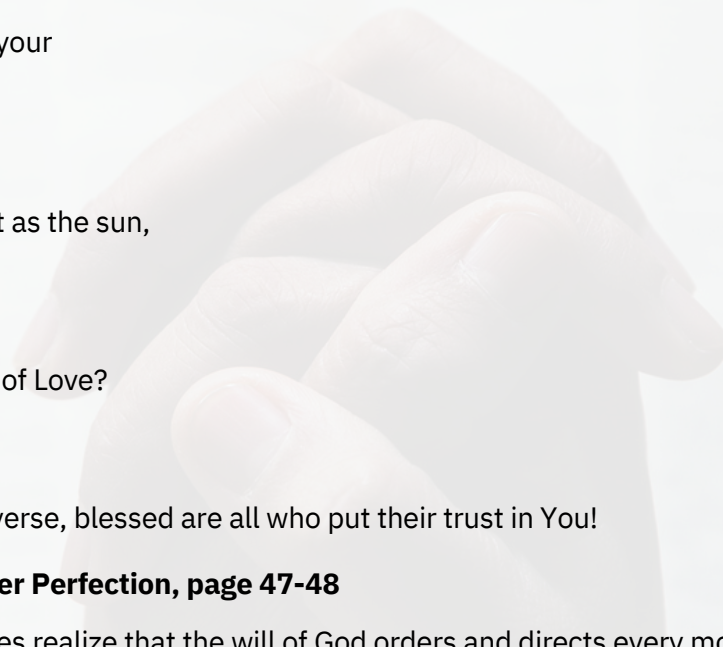 your
t as the sun,
of Love?
verse, blessed are all who put their trust in You!
er Perfection, page 47-48
es realize that the will of God orders and directs every mo